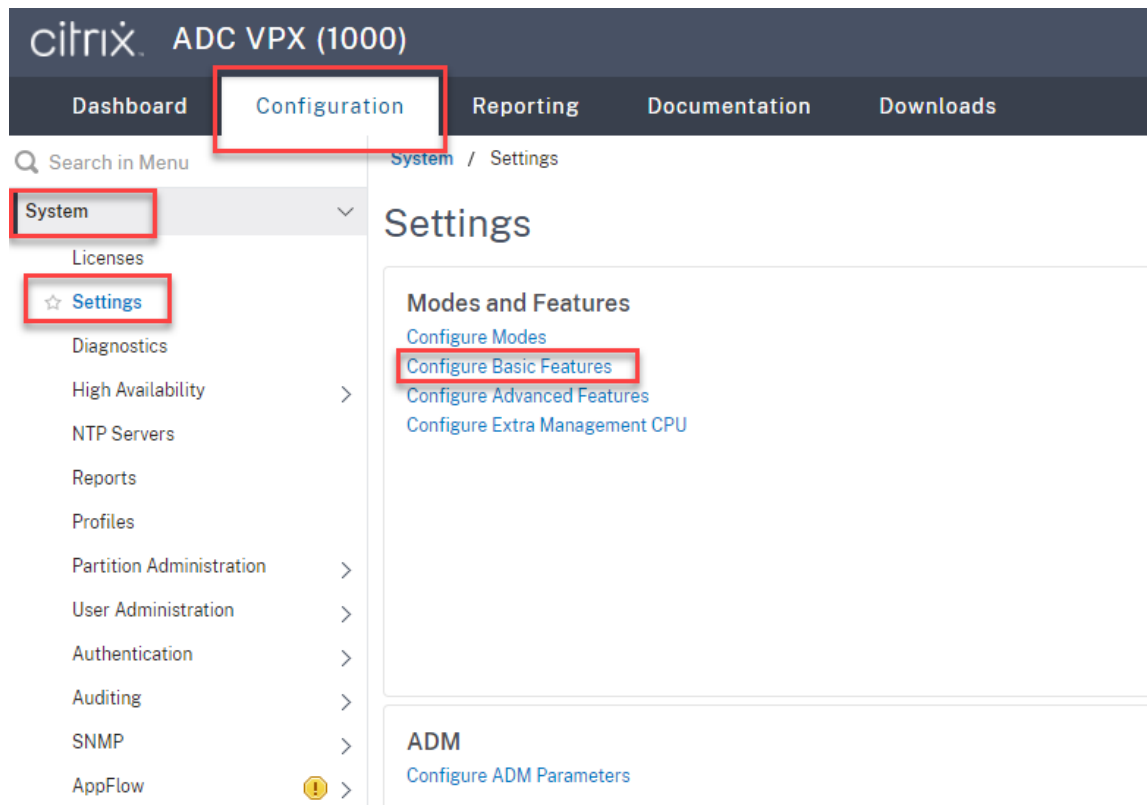 citrix. ADC VPX (1000)
Dashboard Configuration Reporting Documentation Downloads
Search in Menu
System
Licenses
Settings
Diagnostics
High Availability
NTP Servers
Reports
Profiles
Partition Administration
User Administration
Authentication
Auditing
SNMP
AppFlow
System / Settings
Settings
Modes and Features
Configure Modes
Configure Basic Features
Configure Advanced Features
Configure Extra Management CPU
ADM
Configure ADM Parameters